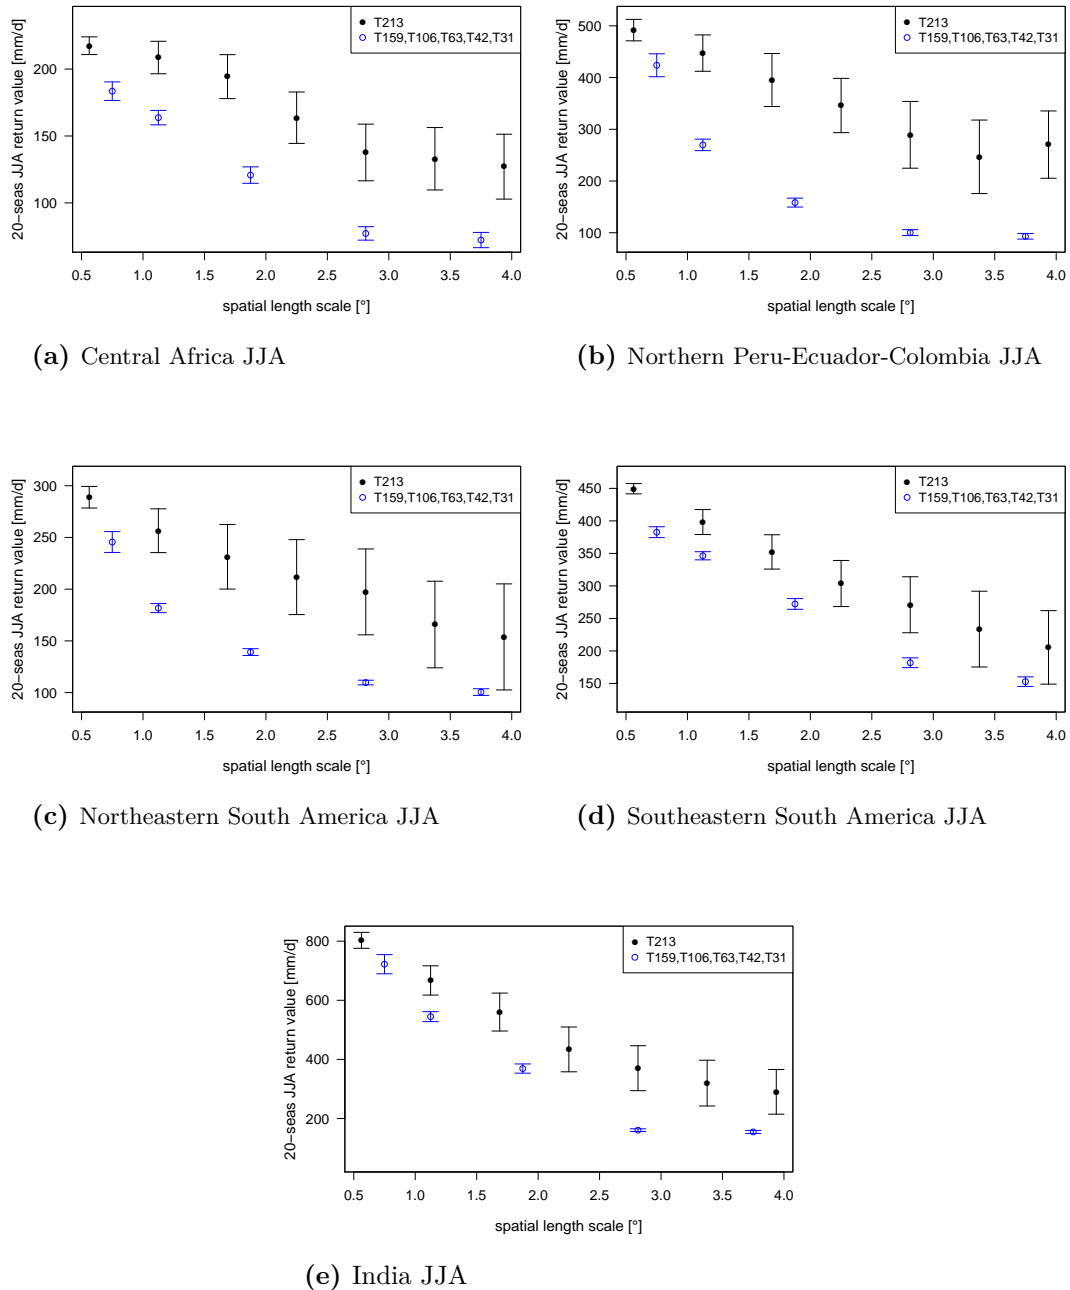 20−seas JJA return value [mm/d]
200
150
100
T213
T159,T106,T63,T42,T31
0.5 1.0 1.5 2.0 2.5 3.0 3.5 4.0
spatial length scale [°]
(a) Central Africa JJA
20−seas JJA return value [mm/d]
500
400
300
200
100
T213
T159,T106,T63,T42,T31
0.5 1.0 1.5 2.0 2.5 3.0 3.5 4.0
spatial length scale [°]
(b) Northern Peru-Ecuador-Colombia JJA
20−seas JJA return value [mm/d]
300
250
200
150
100
T213
T159,T106,T63,T42,T31
0.5 1.0 1.5 2.0 2.5 3.0 3.5 4.0
spatial length scale [°]
(c) Northeastern South America JJA
20−seas JJA return value [mm/d]
450
400
350
300
250
200
150
T213
T159,T106,T63,T42,T31
0.5 1.0 1.5 2.0 2.5 3.0 3.5 4.0
spatial length scale [°]
(d) Southeastern South America JJA
20−seas JJA return value [mm/d]
800
600
400
200
T213
T159,T106,T63,T42,T31
0.5 1.0 1.5 2.0 2.5 3.0 3.5 4.0
spatial length scale [°]
(e) India JJA